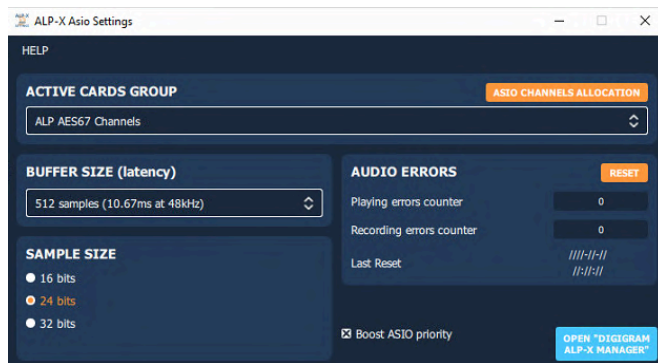 ALP-X Asio Settings
HELP
ACTIVE CARDS GROUP
ASIO CHANNELS ALLOCATION
ALP AES67 Channels
BUFFER SIZE (latency)
512 samples (10.67ms at 48kHz)
SAMPLE SIZE
16 bits
24 bits
32 bits
AUDIO ERRORS
RESET
Playing errors counter
0
Recording errors counter
0
Last Reset
////-//-//
//://://
Boost ASIO priority
OPEN "DIGIGRAM
ALP-X MANAGER"